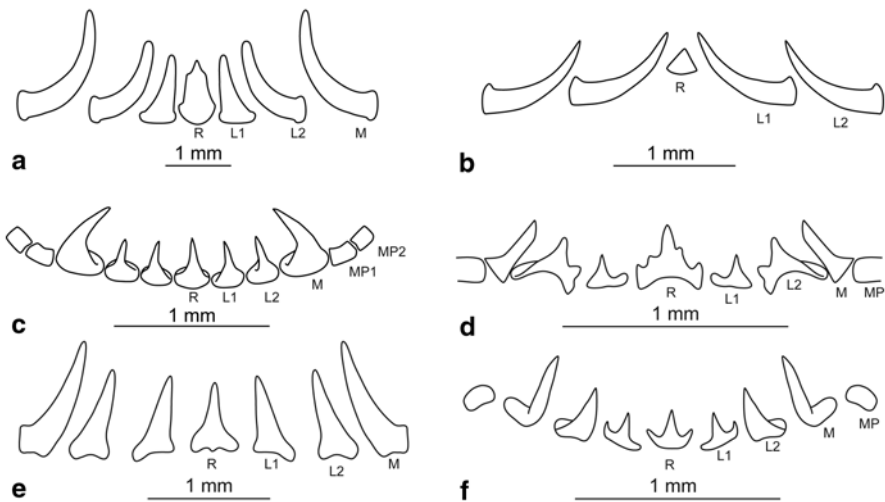 R L1 L2 M
a
1 mm
R L1 L2
b
1 mm
R L1 L2 M MP1 MP2
c
1 mm
R L1 L2 M MP
d
1 mm
R L1 L2 M
e
1 mm
R L1 L2 M MP
f
1 mm